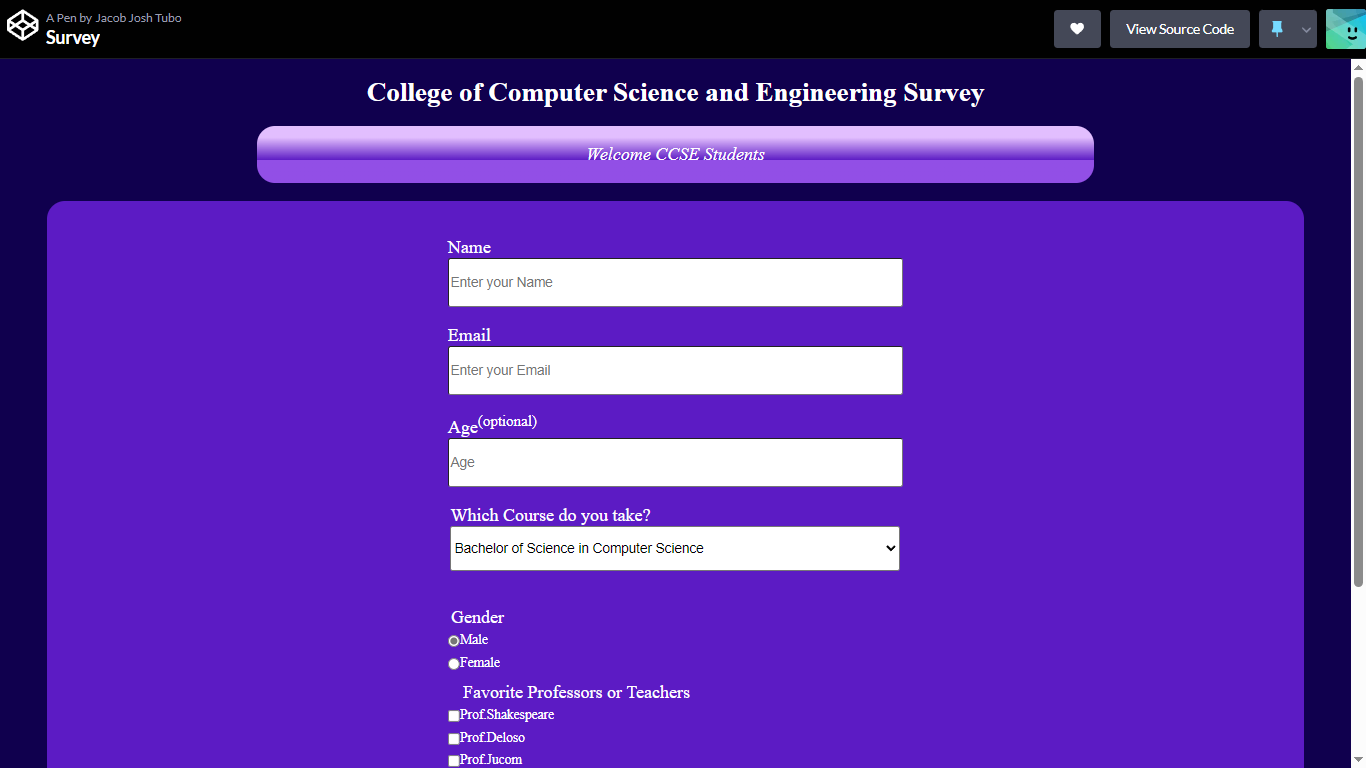 A Pen by Jacob Josh Tubo
Survey
View Source Code
College of Computer Science and Engineering Survey
Welcome CCSE Students
Name
Enter your Name
Email
Enter your Email
Age(optional)
Age
Which Course do you take?
Bachelor of Science in Computer Science
Gender
Male
Female
Favorite Professors or Teachers
Prof.Shakespeare
Prof.Deloso
Prof.Jucom